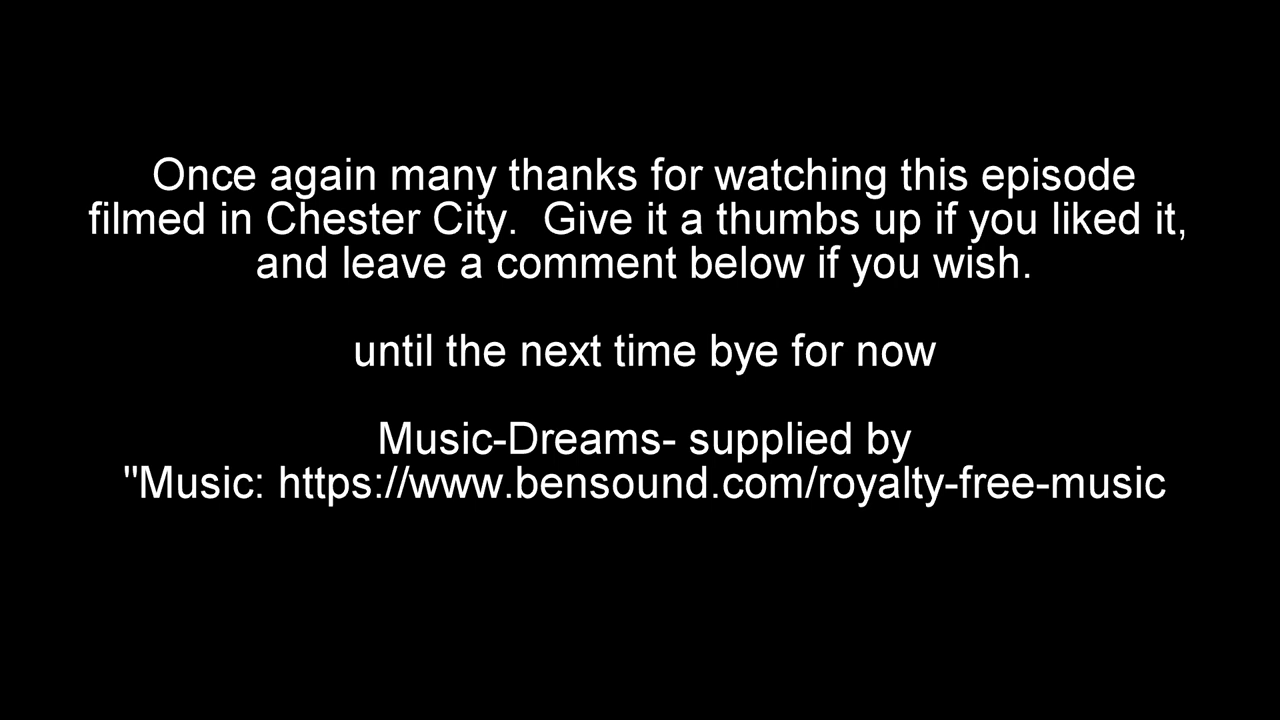 Once again many thanks for watching this episode
filmed in Chester City.  Give it a thumbs up if you liked it,
and leave a comment below if you wish.
until the next time bye for now
Music-Dreams- supplied by
"Music: https://www.bensound.com/royalty-free-music